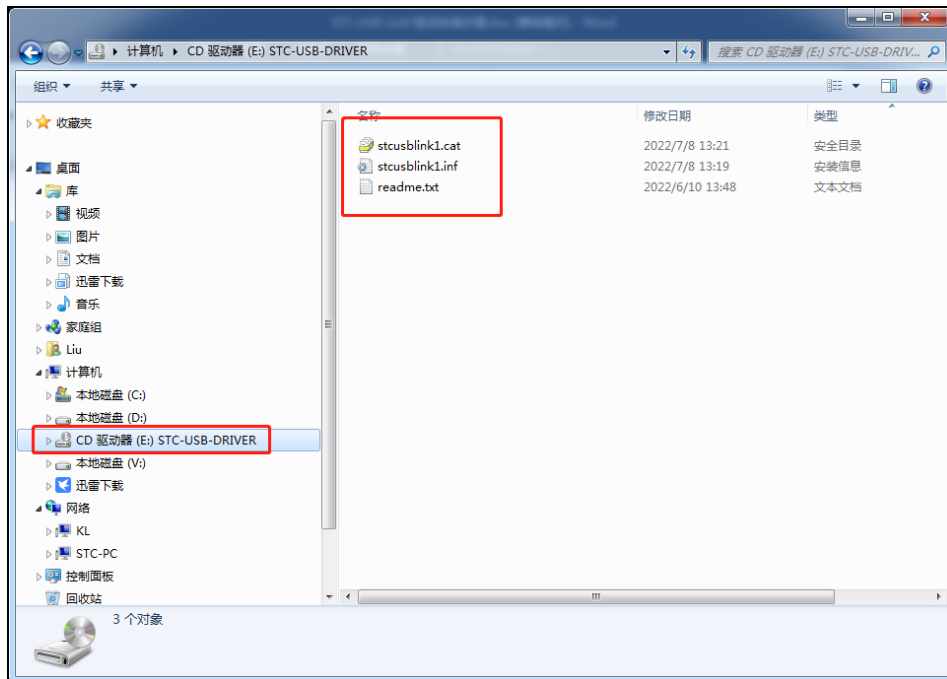 计算机 ▸ CD 驱动器 (E:) STC-USB-DRIVER
搜索 CD 驱动器 (E:) STC-USB-DRIV...
组织 共享
收藏夹
桌面
库
视频
图片
文档
迅雷下载
音乐
家庭组
Liu
计算机
本地磁盘 (C:)
本地磁盘 (D:)
CD 驱动器 (E:) STC-USB-DRIVER
本地磁盘 (V:)
迅雷下载
网络
KL
STC-PC
控制面板
回收站
名称 修改日期 类型
stcusblink1.cat 2022/7/8 13:21 安全目录
stcusblink1.inf 2022/7/8 13:19 安装信息
readme.txt 2022/6/10 13:48 文本文档
3 个对象